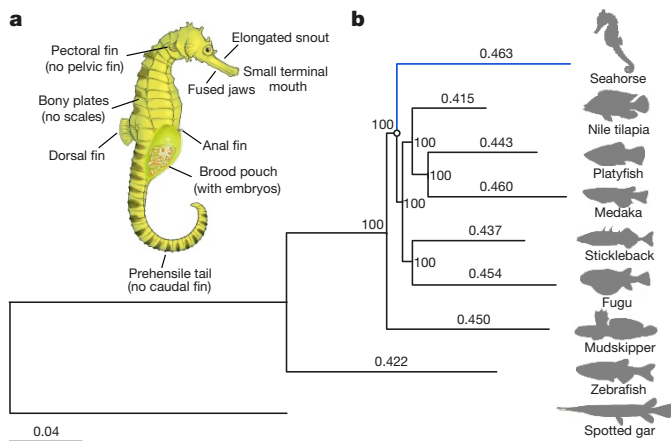 a
Elongated snout
Pectoral fin
(no pelvic fin)
Small terminal
mouth
Fused jaws
Bony plates
(no scales)
Anal fin
Dorsal fin
Brood pouch
(with embryos)
Prehensile tail
(no caudal fin)
b
0.463
Seahorse
0.415
Nile tilapia
100
100
0.443
Platyfish
100
0.460
Medaka
100
100
0.437
Stickleback
100
0.454
Fugu
0.450
Mudskipper
0.422
Zebrafish
Spotted gar
0.04